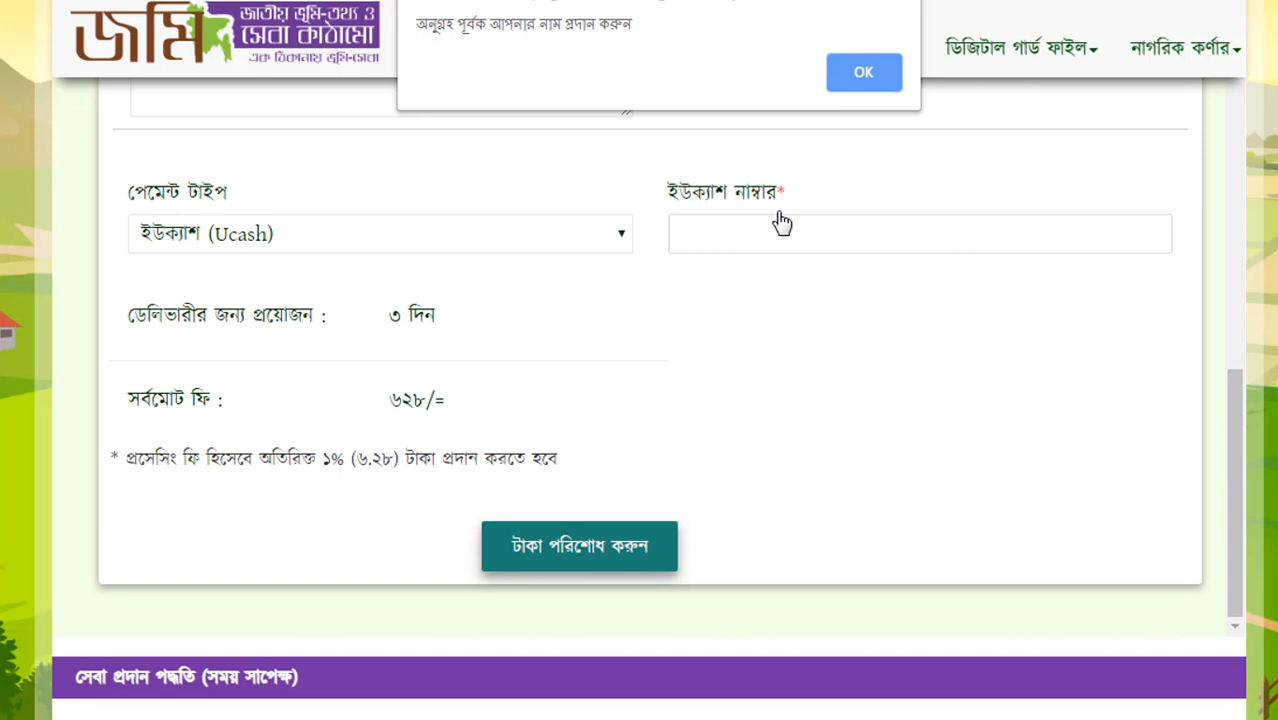 জমি
জাতীয় ভূমি-তথ্য ও
সেবা কাঠামো
এক ঠিকানায় ভূমি-সেবা
অনুগ্রহ পূর্বক আপনার নাম প্রদান করুন
OK
ডিজিটাল গার্ড ফাইল
নাগরিক কর্ণার
পেমেন্ট টাইপ
ইউক্যাশ নাম্বার*
ইউক্যাশ (Ucash)
ডেলিভারীর জন্য প্রয়োজন : ৩ দিন
সর্বমোট ফি : ৬২৮/=
* প্রসেসিং ফি হিসেবে অতিরিক্ত ১% (৬.২৮) টাকা প্রদান করতে হবে
টাকা পরিশোধ করুন
সেবা প্রদান পদ্ধতি (সময় সাপেক্ষ)